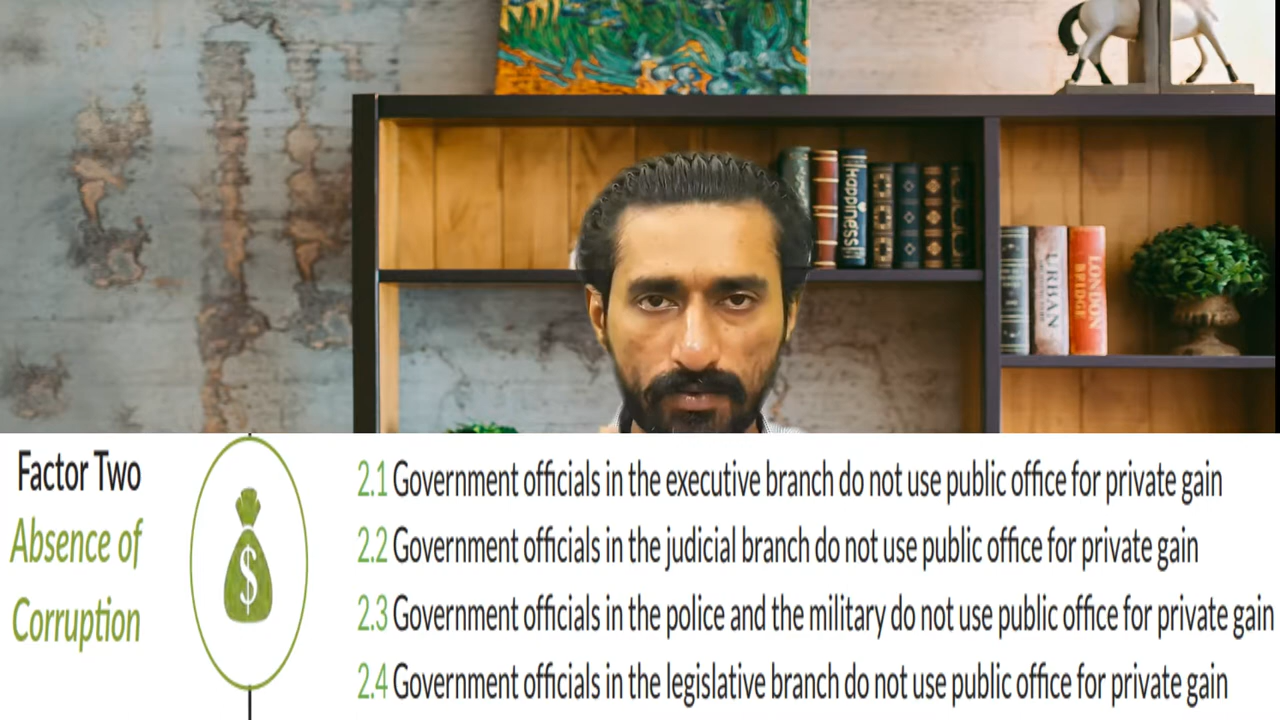 Happiness!
URBAN
LONDON
BRIDGE
Factor Two
Absence of
Corruption
$
2.1 Government officials in the executive branch do not use public office for private gain
2.2 Government officials in the judicial branch do not use public office for private gain
2.3 Government officials in the police and the military do not use public office for private gain
2.4 Government officials in the legislative branch do not use public office for private gain